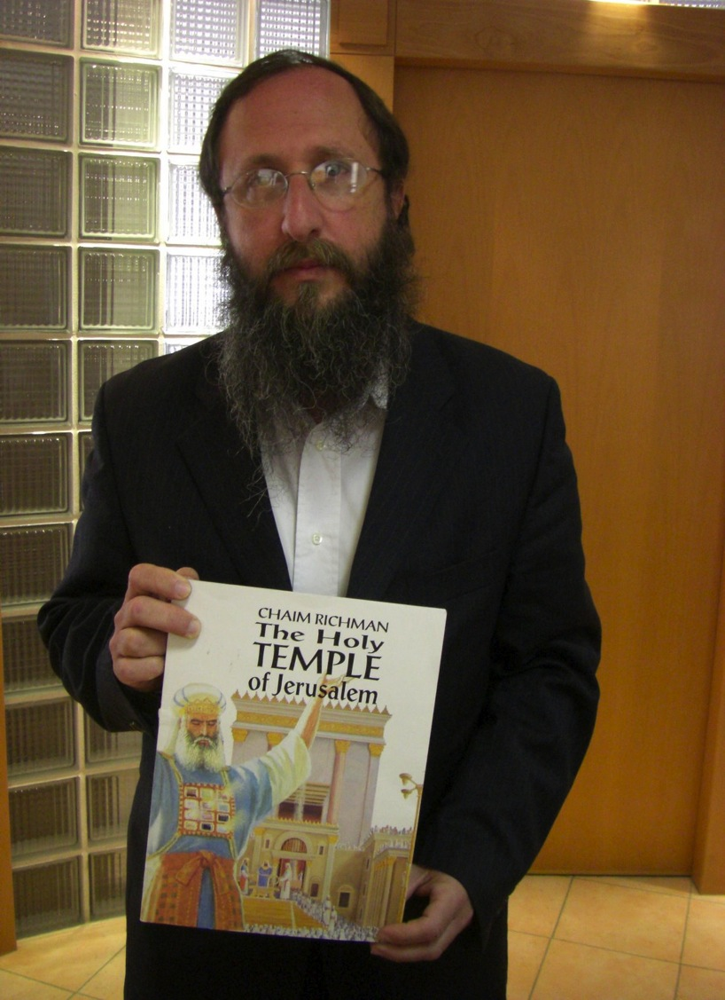 CHAIM RICHMAN
The Holy
TEMPLE
of Jerusalem